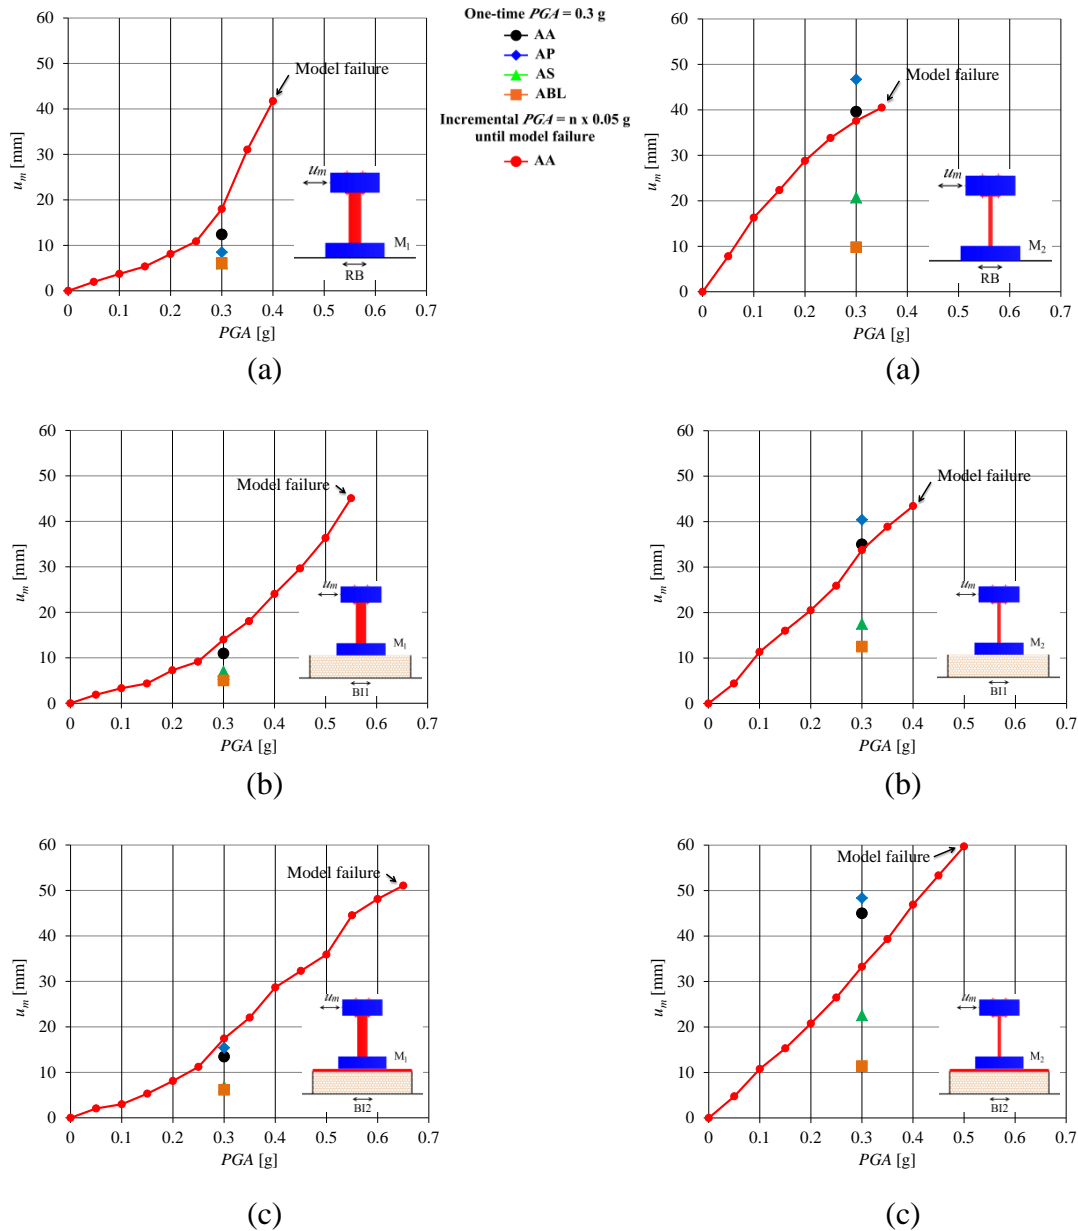 One-time PGA = 0.3 g
AA
AP
AS
ABL
Incremental PGA = n x 0.05 g
until model failure
AA
60
50
40
30
20
10
0
u_m [mm]
Model failure
u_m
M₁
RB
0 0.1 0.2 0.3 0.4 0.5 0.6 0.7
PGA [g]
(a)
60
50
40
30
20
10
0
u_m [mm]
Model failure
u_m
M₂
RB
0 0.1 0.2 0.3 0.4 0.5 0.6 0.7
PGA [g]
(a)
60
50
40
30
20
10
0
u_m [mm]
Model failure
u_m
M₁
BI1
0 0.1 0.2 0.3 0.4 0.5 0.6 0.7
PGA [g]
(b)
60
50
40
30
20
10
0
u_m [mm]
Model failure
u_m
M₂
BI1
0 0.1 0.2 0.3 0.4 0.5 0.6 0.7
PGA [g]
(b)
60
50
40
30
20
10
0
u_m [mm]
Model failure
u_m
M₁
BI2
0 0.1 0.2 0.3 0.4 0.5 0.6 0.7
PGA [g]
(c)
60
50
40
30
20
10
0
u_m [mm]
Model failure
u_m
M₂
BI2
0 0.1 0.2 0.3 0.4 0.5 0.6 0.7
PGA [g]
(c)